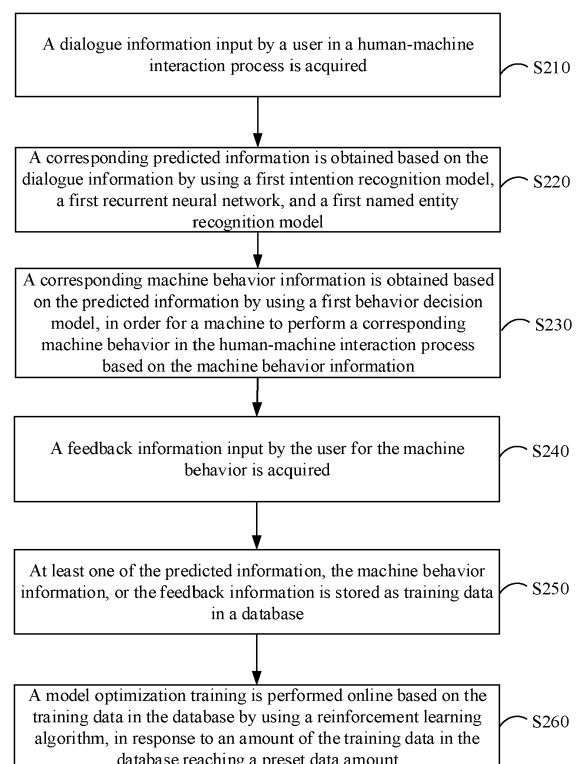 A dialogue information input by a user in a human-machine
interaction process is acquired
S210
A corresponding predicted information is obtained based on the
dialogue information by using a first intention recognition model,
a first recurrent neural network, and a first named entity
recognition model
S220
A corresponding machine behavior information is obtained based
on the predicted information by using a first behavior decision
model, in order for a machine to perform a corresponding
machine behavior in the human-machine interaction process
based on the machine behavior information
S230
A feedback information input by the user for the machine
behavior is acquired
S240
At least one of the predicted information, the machine behavior
information, or the feedback information is stored as training data
in a database
S250
A model optimization training is performed online based on the
training data in the database by using a reinforcement learning
algorithm, in response to an amount of the training data in the
database reaching a preset data amount
S260